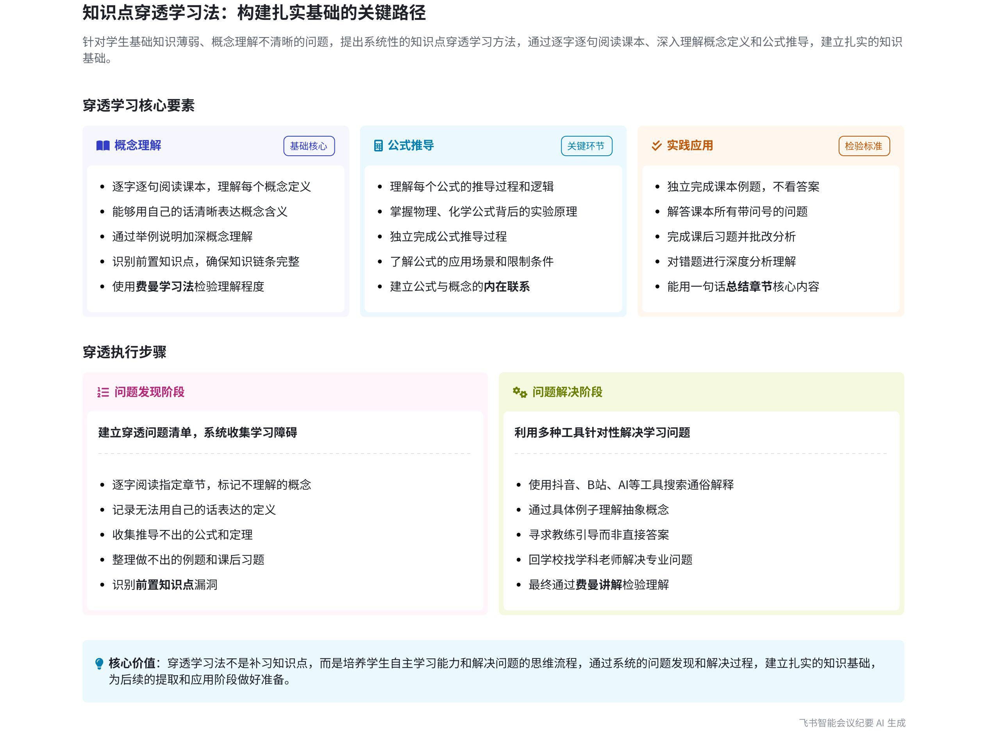 知识点穿透学习法：构建扎实基础的关键路径
针对学生基础知识薄弱、概念理解不清晰的问题，提出系统性的知识点穿透学习方法，通过逐字逐句阅读课本、深入理解概念定义和公式推导，建立扎实的知识
基础。
穿透学习核心要素
概念理解
基础核心
逐字逐句阅读课本，理解每个概念定义
能够用自己的话清晰表达概念含义
通过举例说明加深概念理解
识别前置知识点，确保知识链条完整
使用费曼学习法检验理解程度
公式推导
关键环节
理解每个公式的推导过程和逻辑
掌握物理、化学公式背后的实验原理
独立完成公式推导过程
了解公式的应用场景和限制条件
建立公式与概念的内在联系
实践应用
检验标准
独立完成课本例题，不看答案
解答课本所有带问号的问题
完成课后习题并批改分析
对错题进行深度分析理解
能用一句话总结章节核心内容
穿透执行步骤
问题发现阶段
建立穿透问题清单，系统收集学习障碍
逐字阅读指定章节，标记不理解的概念
记录无法用自己的话表达的定义
收集推导不出的公式和定理
整理做不出的例题和课后习题
识别前置知识点漏洞
问题解决阶段
利用多种工具针对性解决学习问题
使用抖音、B站、AI等工具搜索通俗解释
通过具体例子理解抽象概念
寻求教练引导而非直接答案
回学校找学科老师解决专业问题
最终通过费曼讲解检验理解
核心价值：穿透学习法不是补习知识点，而是培养学生自主学习能力和解决问题的思维流程，通过系统的问题发现和解决过程，建立扎实的知识基础，
为后续的提取和应用阶段做好准备。
飞书智能会议纪要 AI 生成